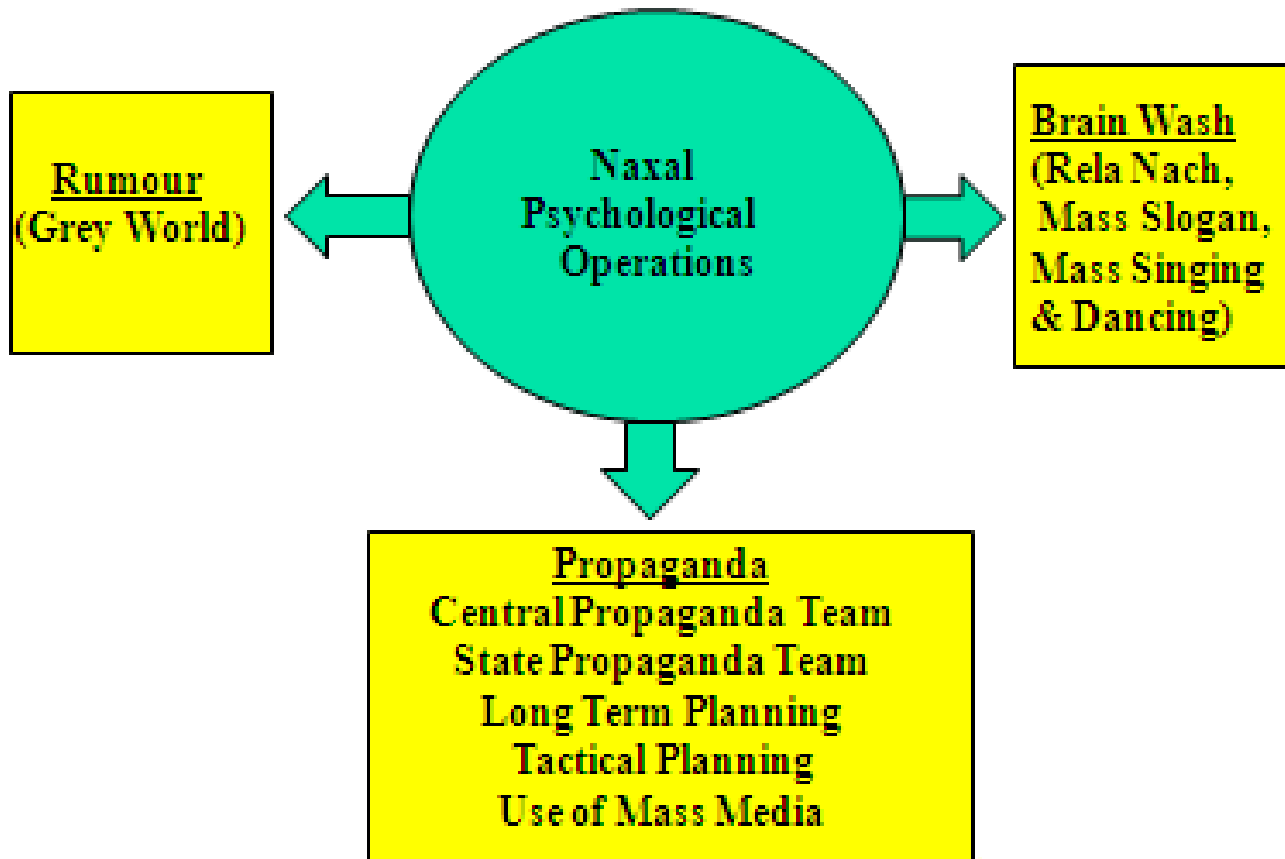 Naxal
Psychological
Operations
Rumour
(Grey World)
Brain Wash
(Rela Nach,
Mass Slogan,
Mass Singing
& Dancing)
Propaganda
Central Propaganda Team
State Propaganda Team
Long Term Planning
Tactical Planning
Use of Mass Media